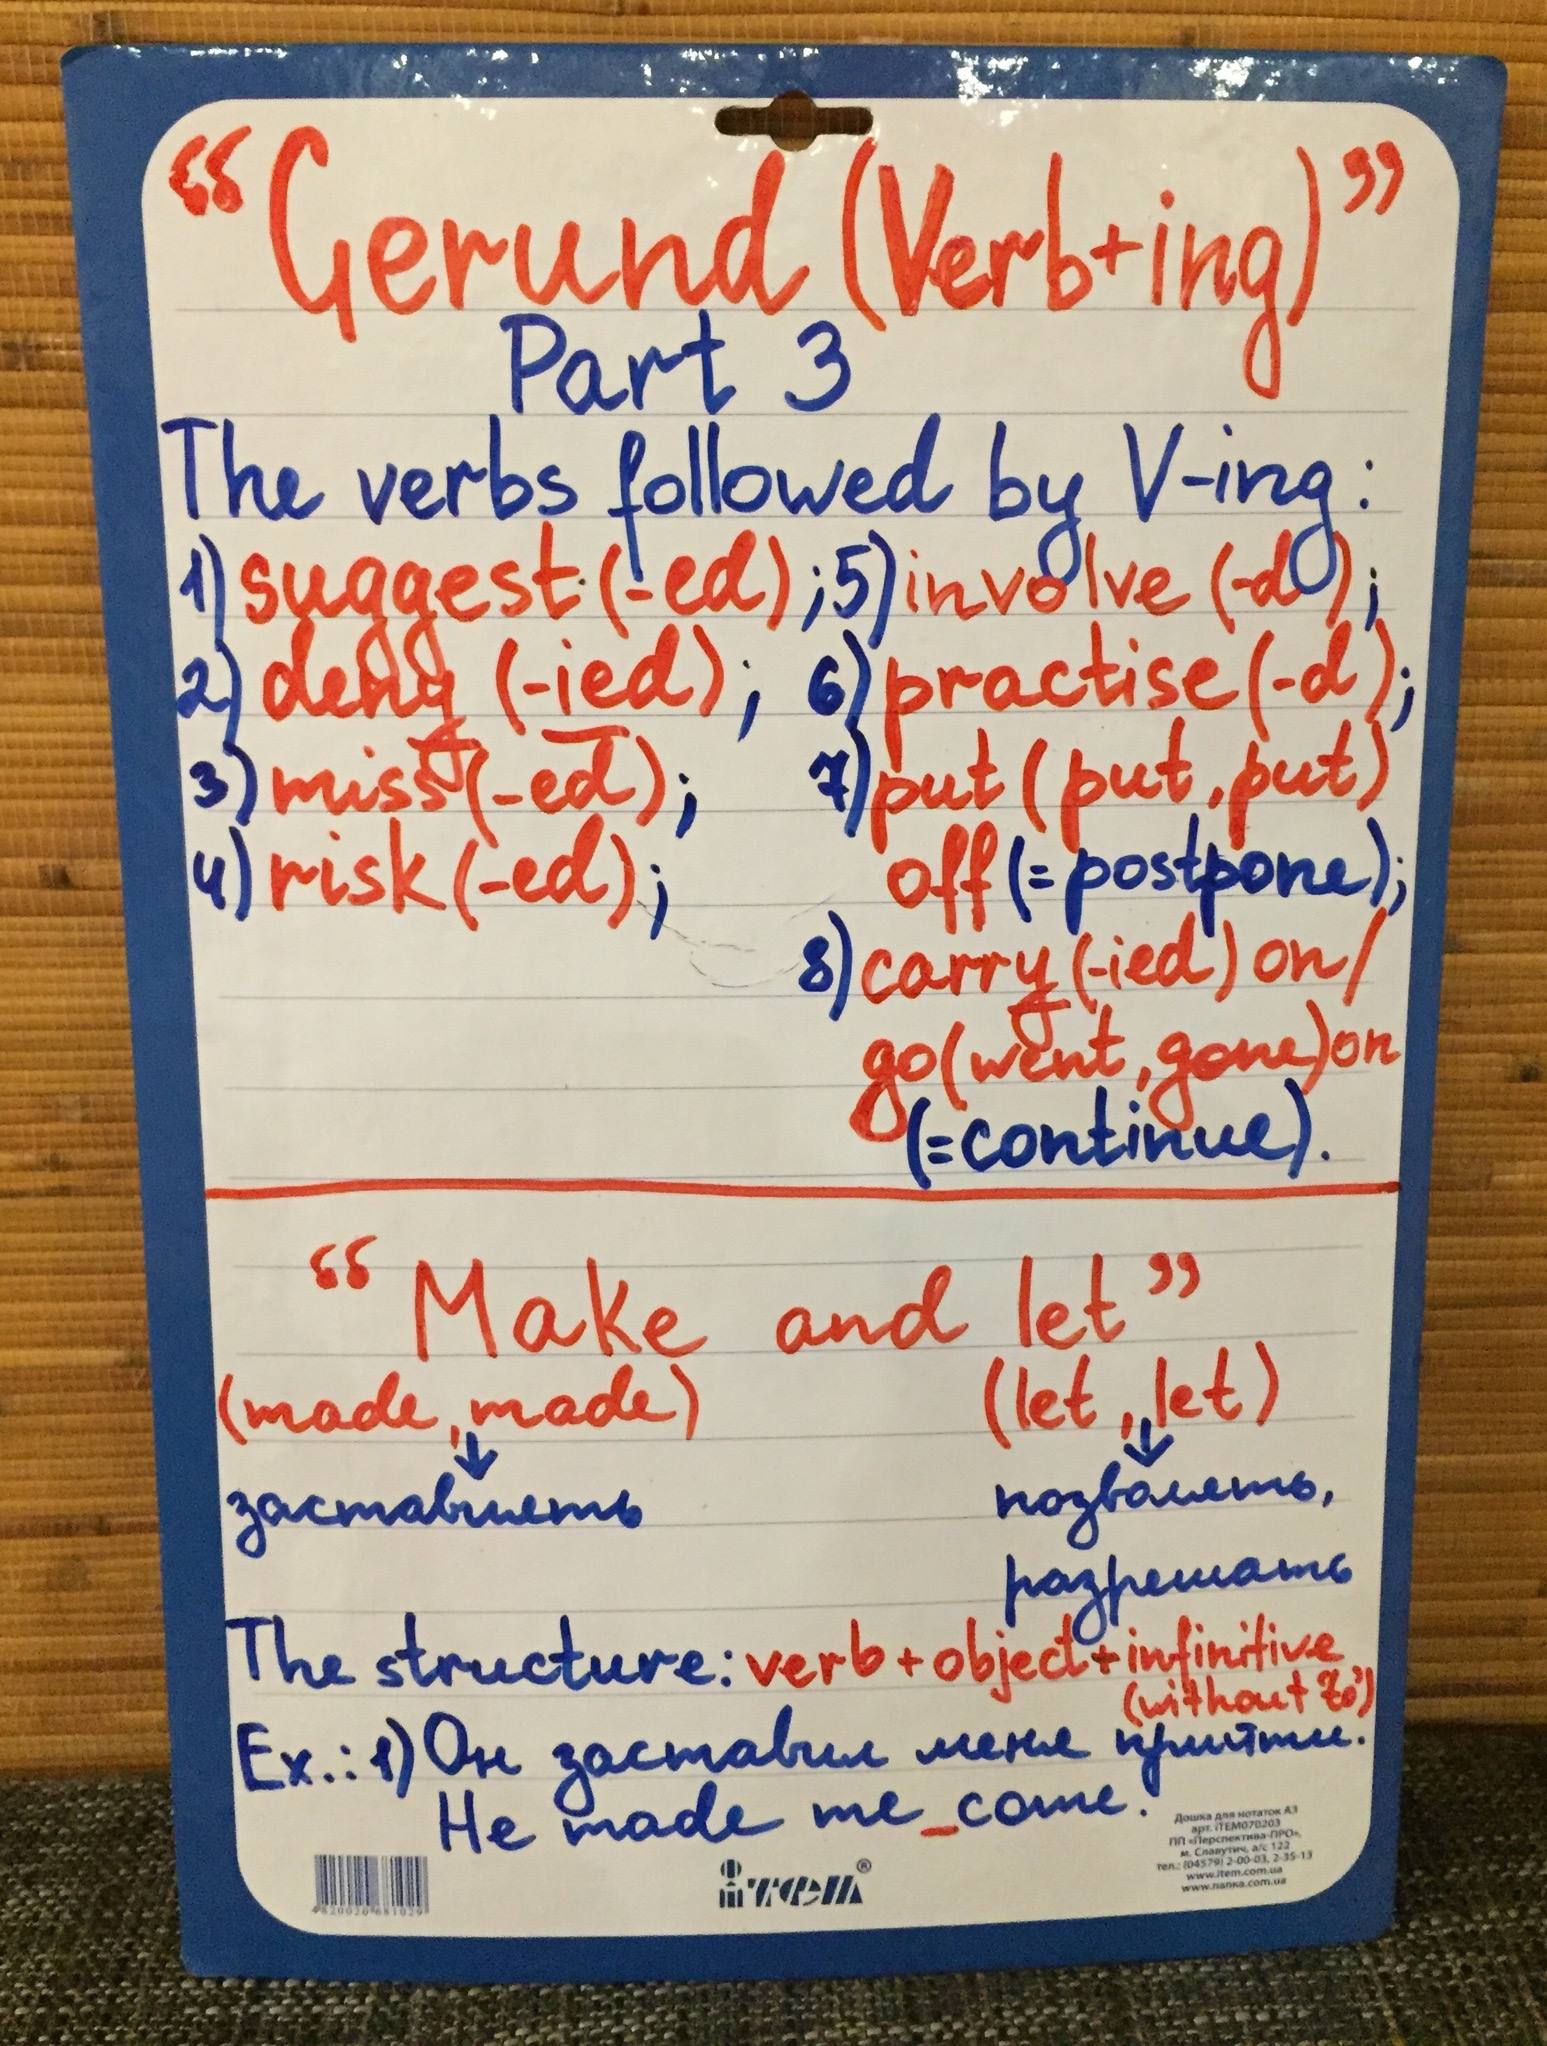 “Gerund (Verb+ing)”
Part 3
The verbs followed by V-ing:
1) suggest (-ed);
2) deny (-ied);
3) miss (-ed);
4) risk (-ed);
5) involve (-d);
6) practise (-d);
7) put (put, put)
off (=postpone);
8) carry (-ied) on/
go (went, gone) on
(=continue).
“Make and let”
(made, made) (let, let)
заставлять позволять,
разрешать
The structure: verb + object + infinitive
(without 'to')
Ex.: 1) Он заставил меня прийти.
He made me _ come.
Дошка для нотаток А3
арт. iTEM070203
ПП «Перспектива-ПРО»,
м. Славутич, а/с 122
тел.: (04579) 2-00-03, 2-35-13
www.item.com.ua
www.папка.com.ua
iTEM ®
4820020681029